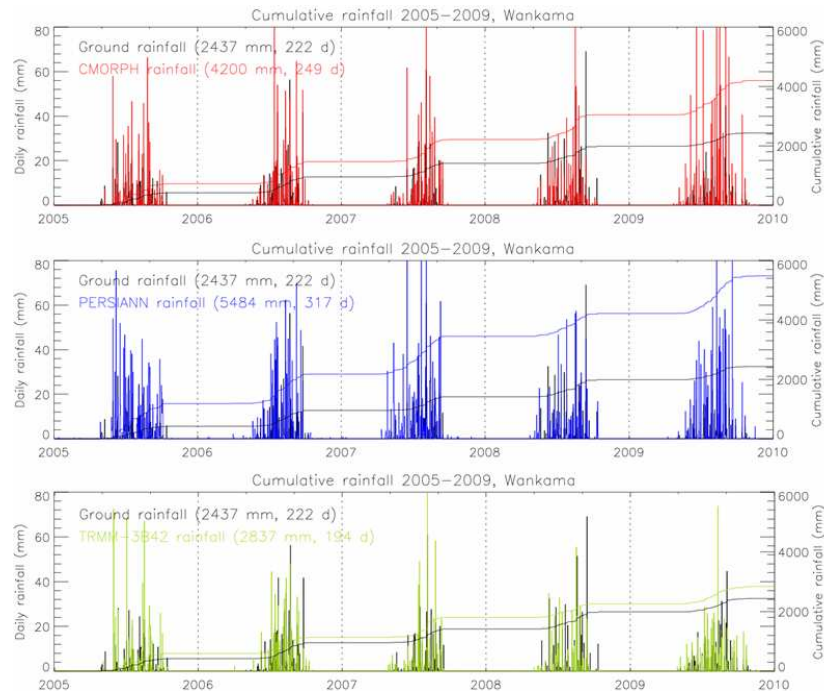 Cumulative rainfall 2005-2009, Wankama
Ground rainfall (2437 mm, 222 d)
CMORPH rainfall (4200 mm, 249 d)
Daily rainfall (mm)
80
60
40
20
0
Cumulative rainfall (mm)
6000
4000
2000
0
2005 2006 2007 2008 2009 2010
Cumulative rainfall 2005-2009, Wankama
Ground rainfall (2437 mm, 222 d)
PERSIANN rainfall (5484 mm, 317 d)
Daily rainfall (mm)
80
60
40
20
0
Cumulative rainfall (mm)
6000
4000
2000
0
2005 2006 2007 2008 2009 2010
Cumulative rainfall 2005-2009, Wankama
Ground rainfall (2437 mm, 222 d)
TRMM-3B42 rainfall (2837 mm, 194 d)
Daily rainfall (mm)
80
60
40
20
0
Cumulative rainfall (mm)
6000
4000
2000
0
2005 2006 2007 2008 2009 2010